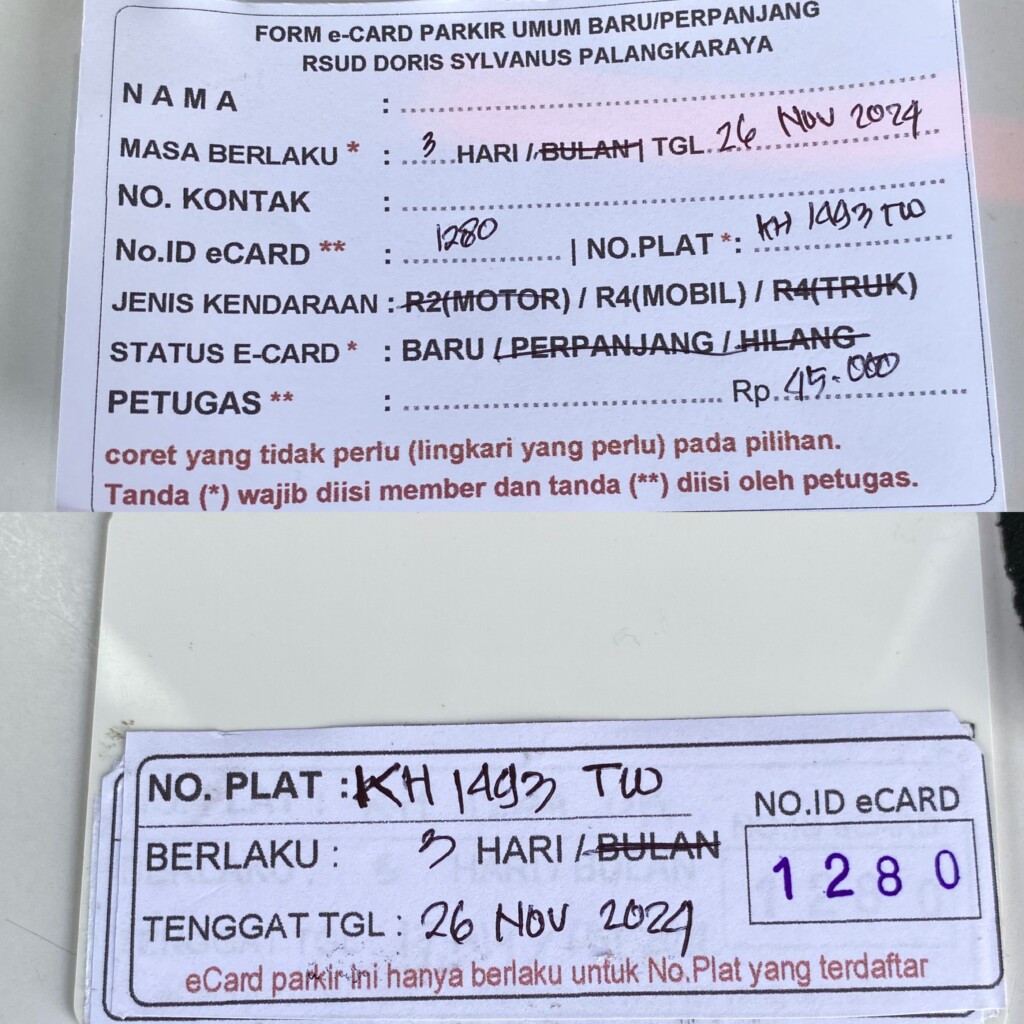 FORM e-CARD PARKIR UMUM BARU/PERPANJANG
RSUD DORIS SYLVANUS PALANGKARAYA
N A M A :
MASA BERLAKU * : 3 HARI / BULAN | TGL. 26 Nov 2024
NO. KONTAK :
No.ID eCARD ** : 1280 | NO.PLAT *: KH 1493 TW
JENIS KENDARAAN : R2(MOTOR) / R4(MOBIL) / R4(TRUK)
STATUS E-CARD * : BARU / PERPANJANG / HILANG
PETUGAS ** : Rp. 45.000
coret yang tidak perlu (lingkari yang perlu) pada pilihan.
Tanda (*) wajib diisi member dan tanda (**) diisi oleh petugas.
NO. PLAT : KH 1493 TW
NO.ID eCARD
BERLAKU : 3 HARI / BULAN
1280
TENGGAT TGL : 26 NOV 2024
eCard parkir ini hanya berlaku untuk No.Plat yang terdaftar